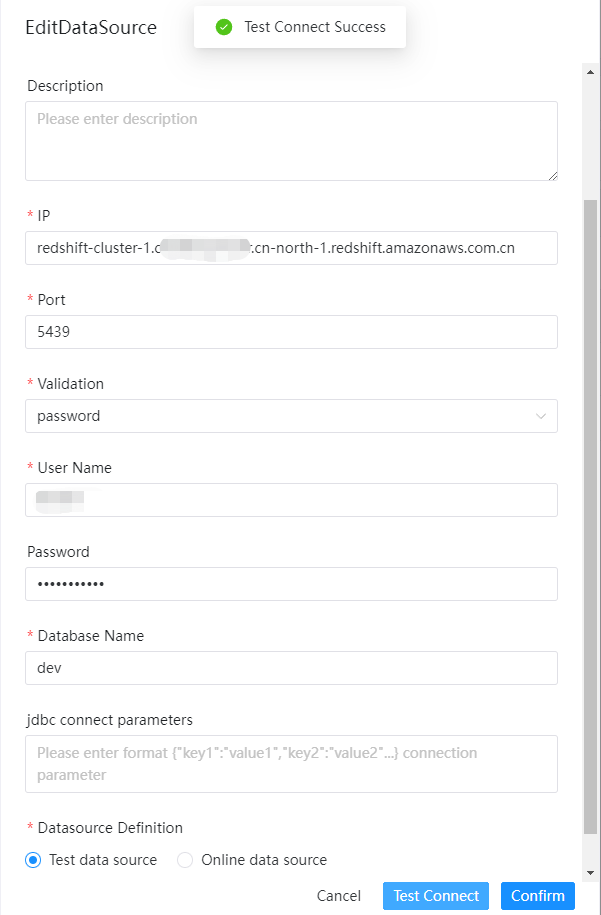 EditDataSource
Test Connect Success
Description
Please enter description
* IP
redshift-cluster-1.c .cn-north-1.redshift.amazonaws.com.cn
* Port
5439
* Validation
password
* User Name
Password
•••••••••••
* Database Name
dev
jdbc connect parameters
Please enter format {"key1":"value1","key2":"value2"...} connection
parameter
* Datasource Definition
Test data source Online data source
Cancel Test Connect Confirm